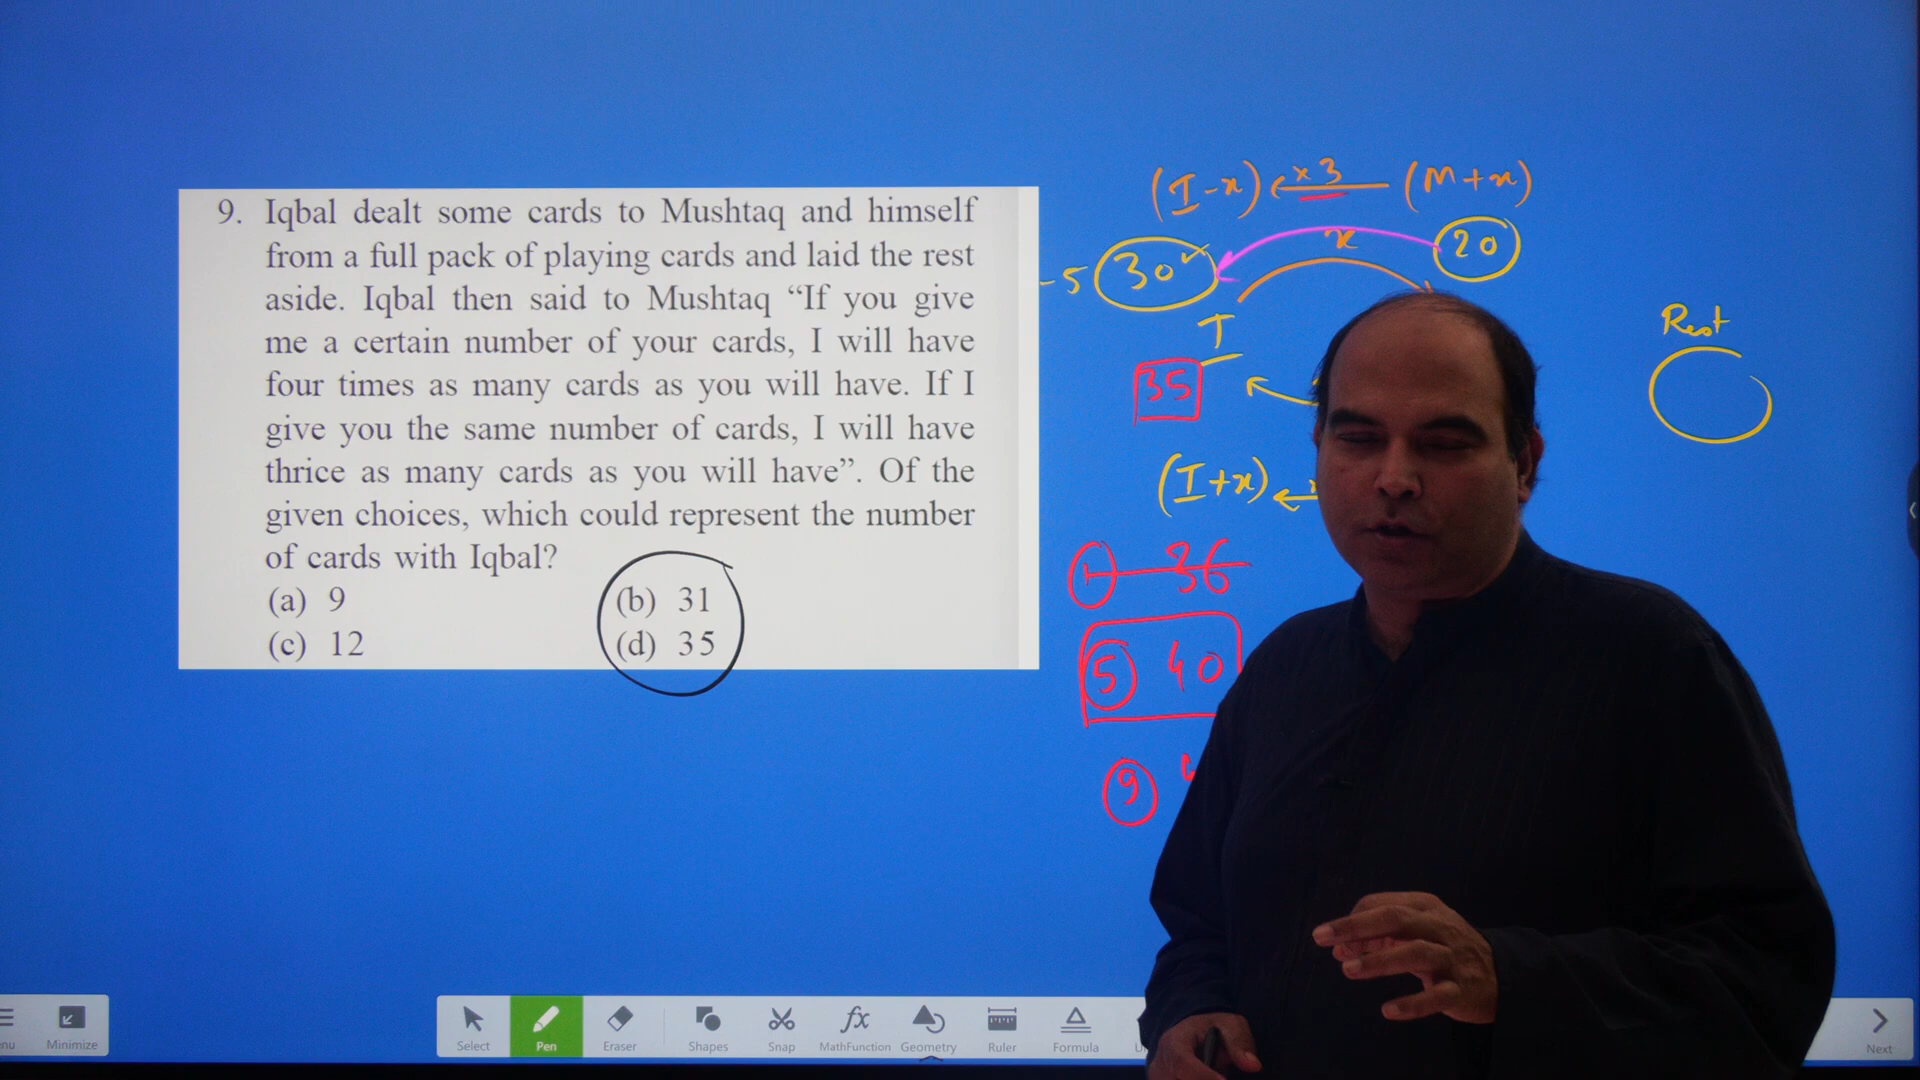 9. Iqbal dealt some cards to Mushtaq and himself
from a full pack of playing cards and laid the rest
aside. Iqbal then said to Mushtaq “If you give
me a certain number of your cards, I will have
four times as many cards as you will have. If I
give you the same number of cards, I will have
thrice as many cards as you will have”. Of the
given choices, which could represent the number
of cards with Iqbal?
(a) 9 (b) 31
(c) 12 (d) 35
(I-x) ×3 (M+x)
-5 30 x 20
I
35
Rest
(I+x)
1 36
5 40
9
Minimize
Select
Pen
Eraser
Shapes
Snap
MathFunction
Geometry
Ruler
Formula
Next